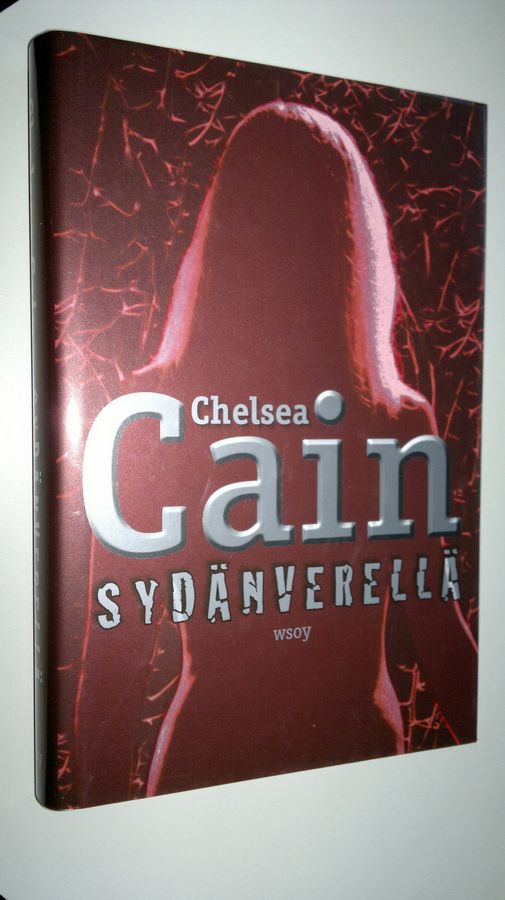 Chelsea
Cain
SYDÄNVERELLÄ
wsoy